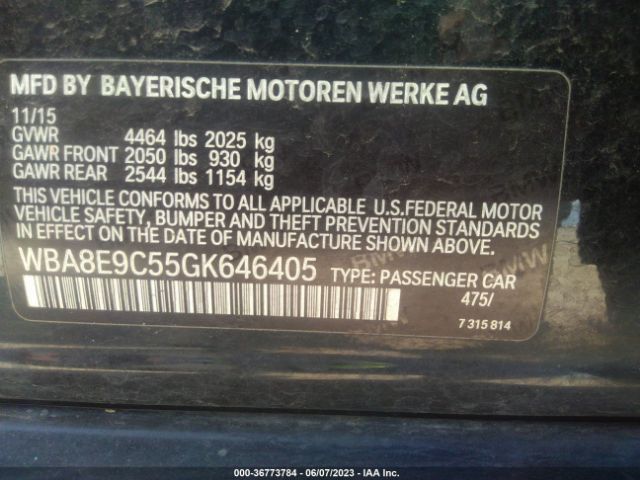 MFD BY BAYERISCHE MOTOREN WERKE AG
11/15
GVWR 4464 lbs 2025 kg
GAWR FRONT 2050 lbs 930 kg
GAWR REAR 2544 lbs 1154 kg
THIS VEHICLE CONFORMS TO ALL APPLICABLE U.S.FEDERAL MOTOR
VEHICLE SAFETY, BUMPER AND THEFT PREVENTION STANDARDS
IN EFFECT ON THE DATE OF MANUFACTURE SHOWN ABOVE.
WBA8E9C55GK646405 TYPE: PASSENGER CAR
475/
7 315 814
000-36773784 - 06/07/2023 - IAA Inc.